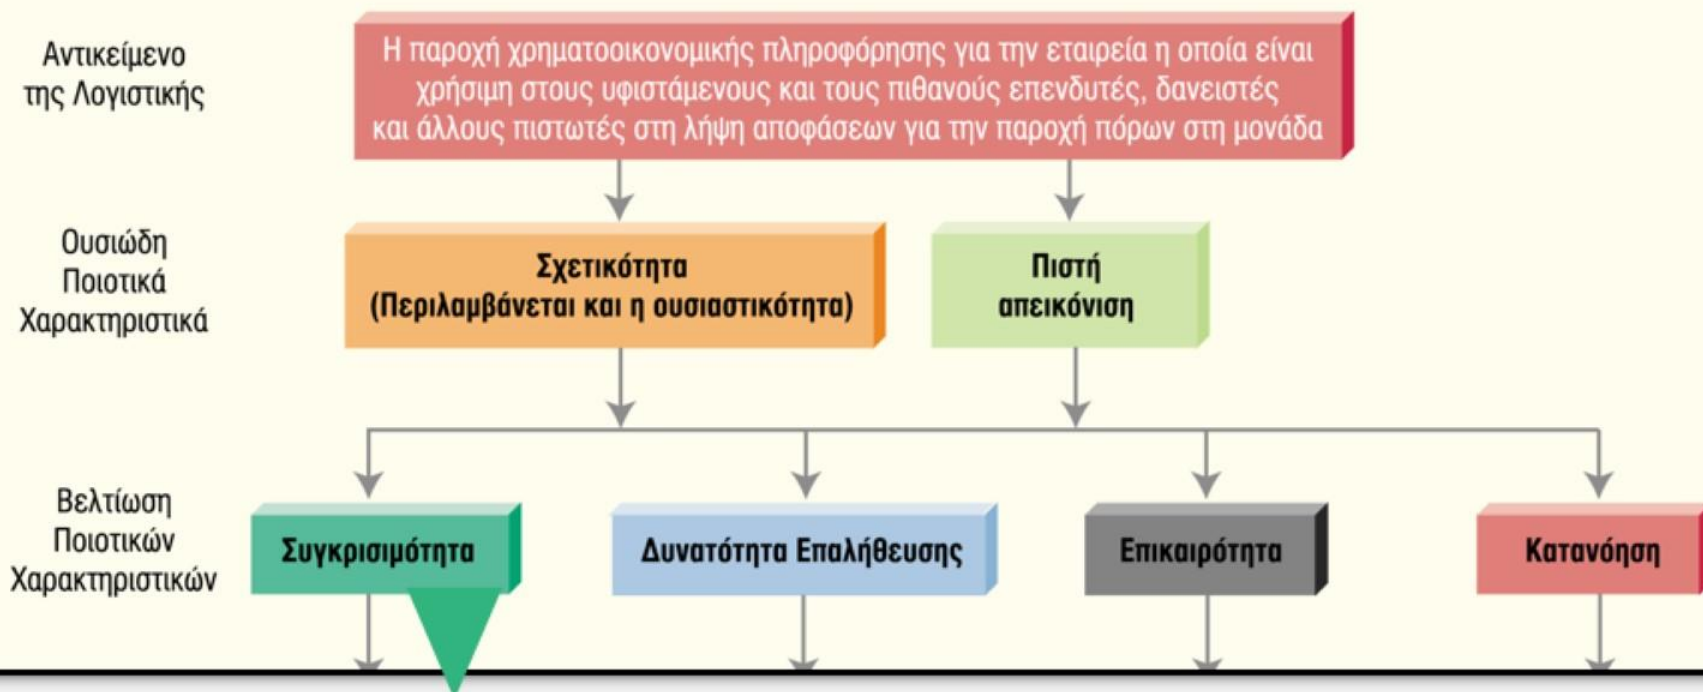 Αντικείμενο
της Λογιστικής
Η παροχή χρηματοοικονομικής πληροφόρησης για την εταιρεία η οποία είναι
χρήσιμη στους υφιστάμενους και τους πιθανούς επενδυτές, δανειστές
και άλλους πιστωτές στη λήψη αποφάσεων για την παροχή πόρων στη μονάδα
Ουσιώδη
Ποιοτικά
Χαρακτηριστικά
Σχετικότητα
(Περιλαμβάνεται και η ουσιαστικότητα)
Πιστή
απεικόνιση
Βελτίωση
Ποιοτικών
Χαρακτηριστικών
Συγκρισιμότητα
Δυνατότητα Επαλήθευσης
Επικαιρότητα
Κατανόηση